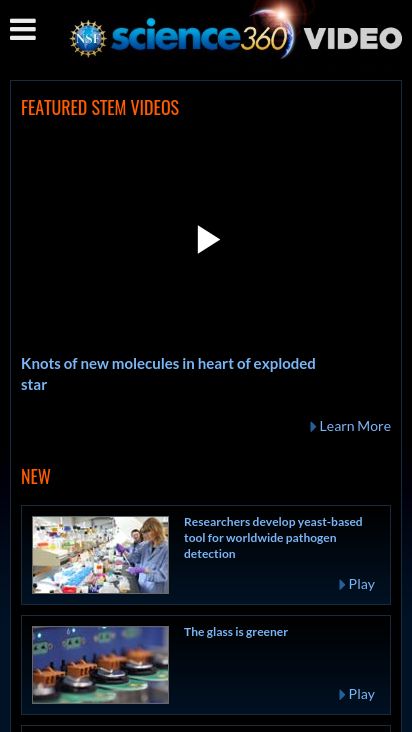 NSF science360 VIDEO
FEATURED STEM VIDEOS
Knots of new molecules in heart of exploded
star
Learn More
NEW
Researchers develop yeast-based
tool for worldwide pathogen
detection
Play
The glass is greener
Play